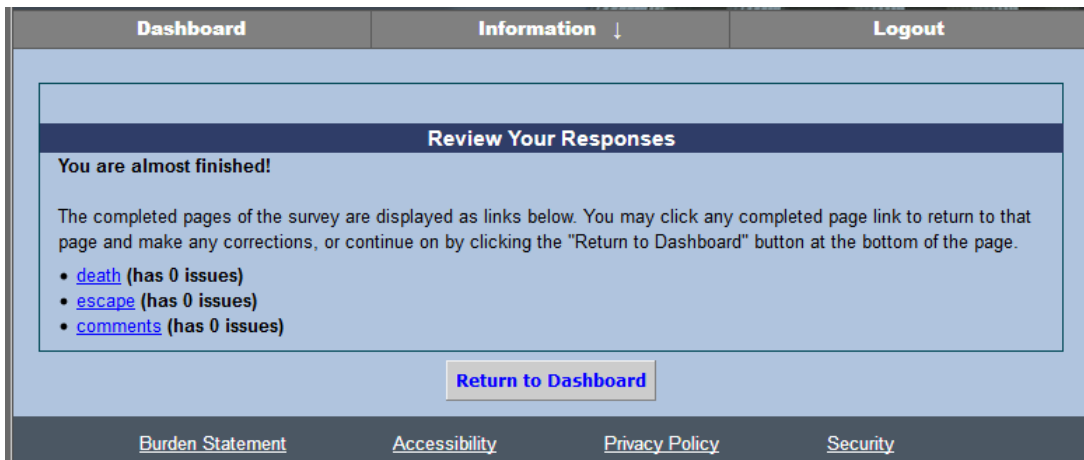 Dashboard Information ↓ Logout
Review Your Responses
You are almost finished!
The completed pages of the survey are displayed as links below. You may click any completed page link to return to that
page and make any corrections, or continue on by clicking the "Return to Dashboard" button at the bottom of the page.
• death (has 0 issues)
• escape (has 0 issues)
• comments (has 0 issues)
Return to Dashboard
Burden Statement Accessibility Privacy Policy Security